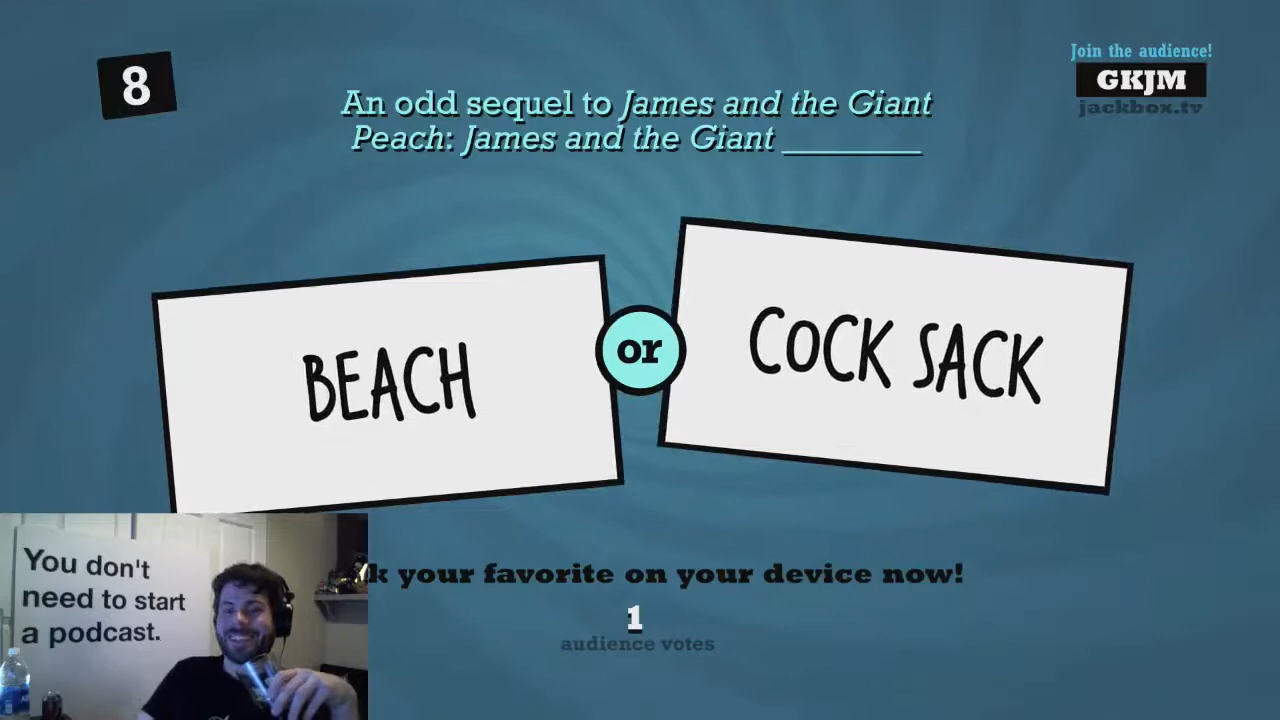 8
Join the audience!
GKJM
jackbox.tv
An odd sequel to James and the Giant
Peach: James and the Giant ________
BEACH
or
COCK SACK
k your favorite on your device now!
1
audience votes
You don't
need to start
a podcast.